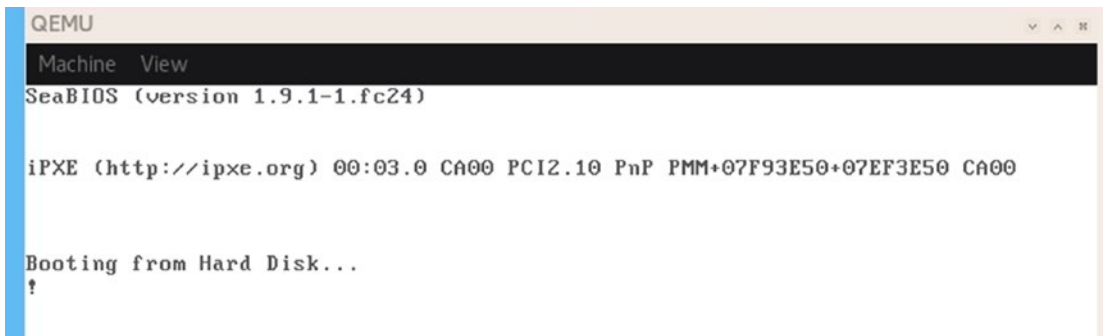 QEMU
Machine View
SeaBIOS (version 1.9.1-1.fc24)
iPXE (http://ipxe.org) 00:03.0 CA00 PCI2.10 PnP PMM+07F93E50+07EF3E50 CA00
Booting from Hard Disk...
!